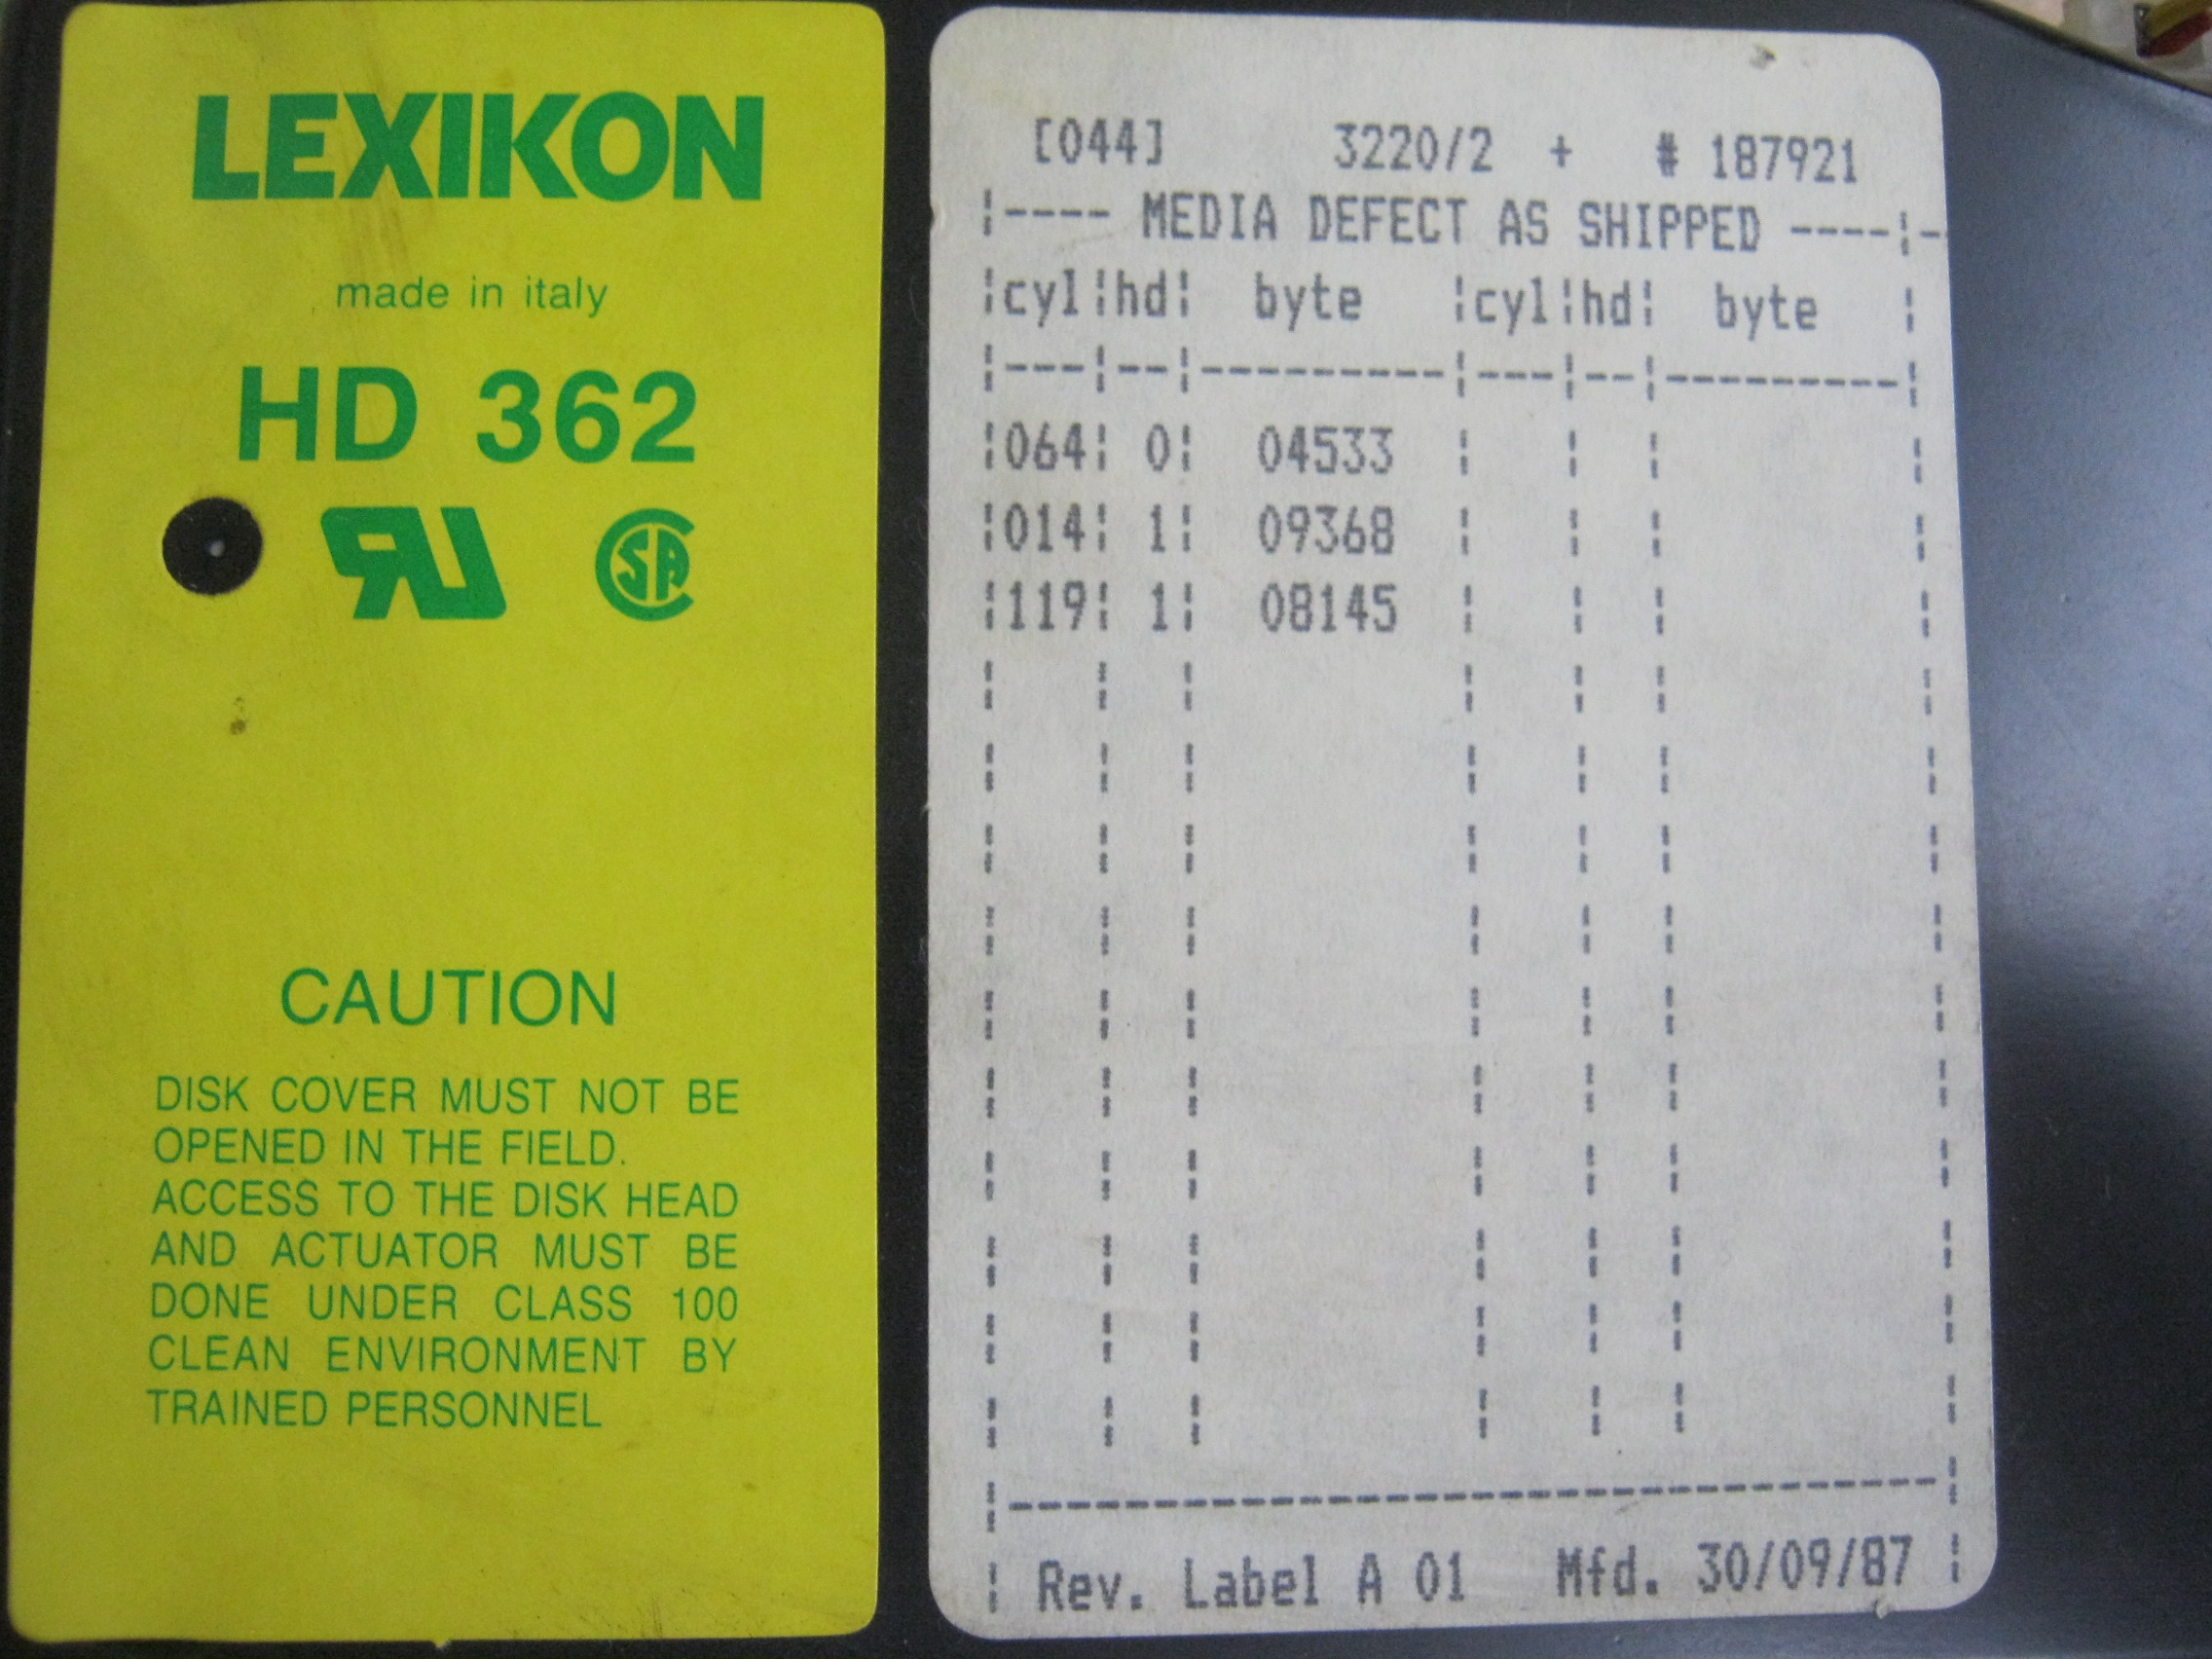 LEXIKON
made in italy
HD 362
CAUTION
DISK COVER MUST NOT BE
OPENED IN THE FIELD.
ACCESS TO THE DISK HEAD
AND ACTUATOR MUST BE
DONE UNDER CLASS 100
CLEAN ENVIRONMENT BY
TRAINED PERSONNEL
[044] 3220/2 + # 187921
|---- MEDIA DEFECT AS SHIPPED ----|-
|cyl|hd| byte |cyl|hd| byte |
|---|--|---------|---|--|---------|
|064| 0| 04533 | | | |
|014| 1| 09368 | | | |
|119| 1| 08145 | | | |
Rev. Label A 01 Mfd. 30/09/87